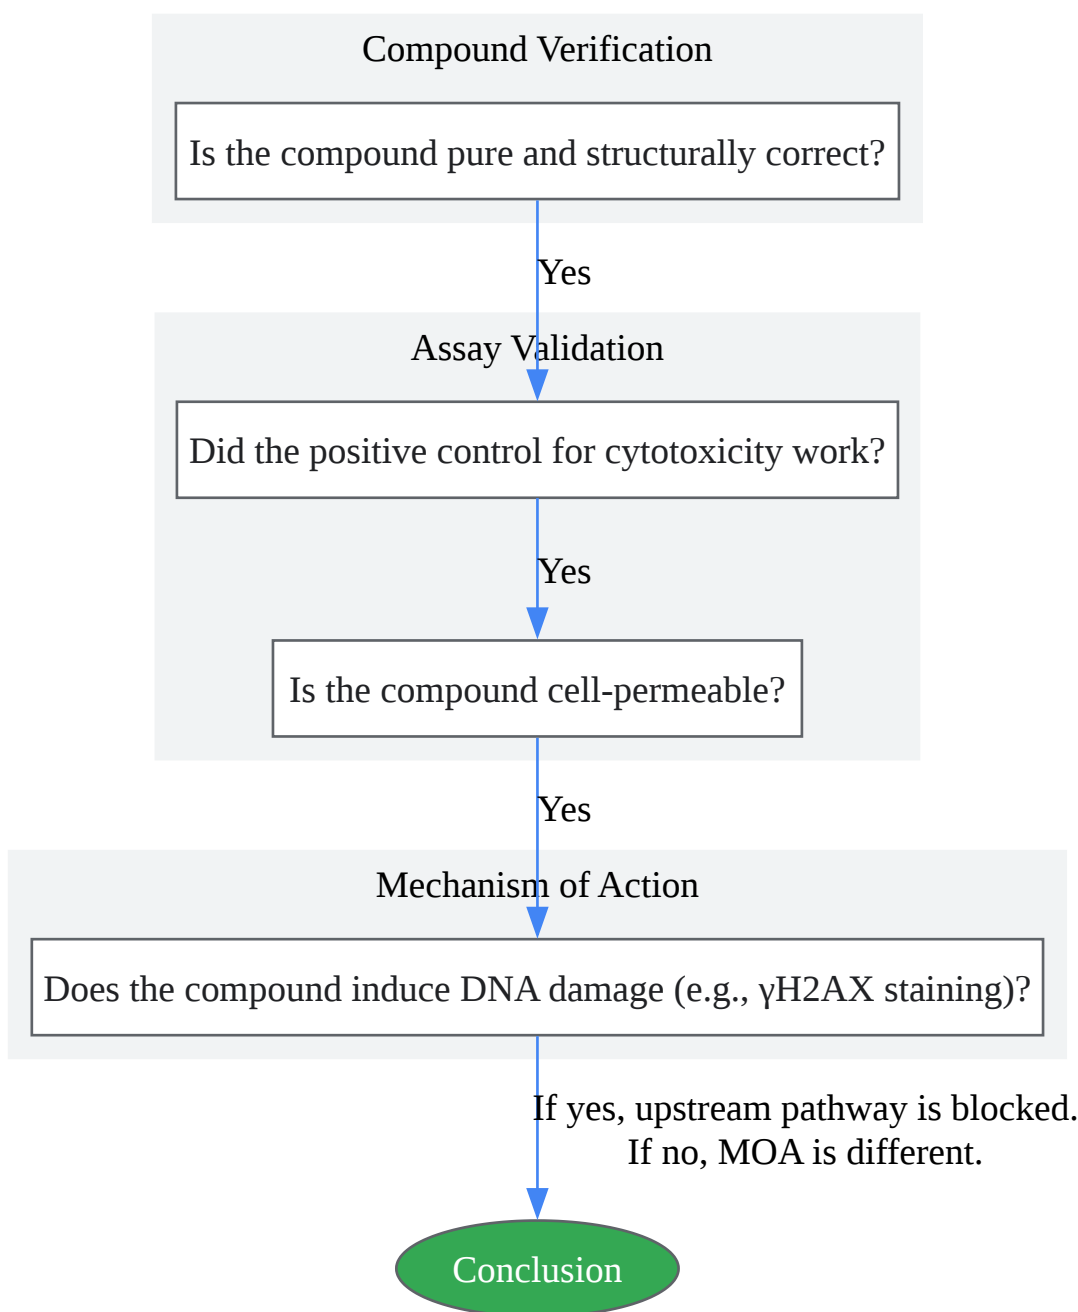 Compound Verification
Is the compound pure and structurally correct?
Yes
Assay Validation
Did the positive control for cytotoxicity work?
Yes
Is the compound cell-permeable?
Yes
Mechanism of Action
Does the compound induce DNA damage (e.g., γH2AX staining)?
If yes, upstream pathway is blocked.
If no, MOA is different.
Conclusion